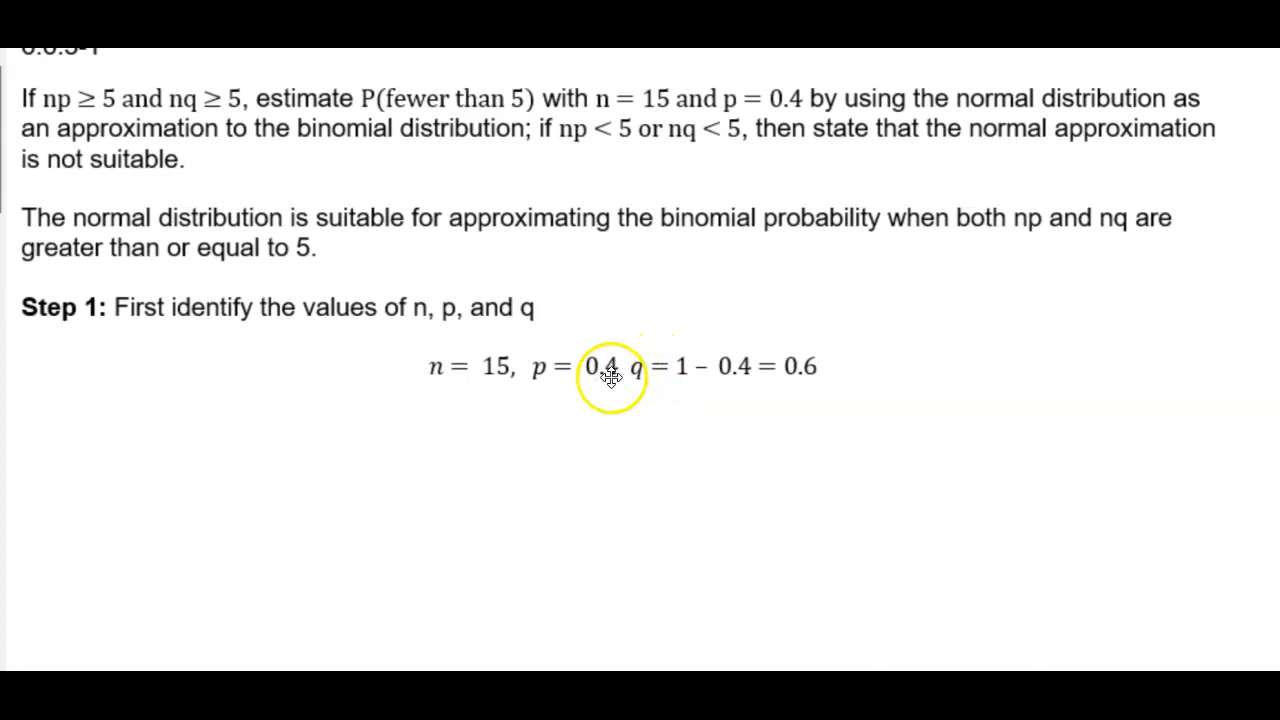 If np ≥ 5 and nq ≥ 5, estimate P(fewer than 5) with n = 15 and p = 0.4 by using the normal distribution as
an approximation to the binomial distribution; if np < 5 or nq < 5, then state that the normal approximation
is not suitable.
The normal distribution is suitable for approximating the binomial probability when both np and nq are
greater than or equal to 5.
Step 1: First identify the values of n, p, and q
n = 15, p = 0.4 q = 1 – 0.4 = 0.6